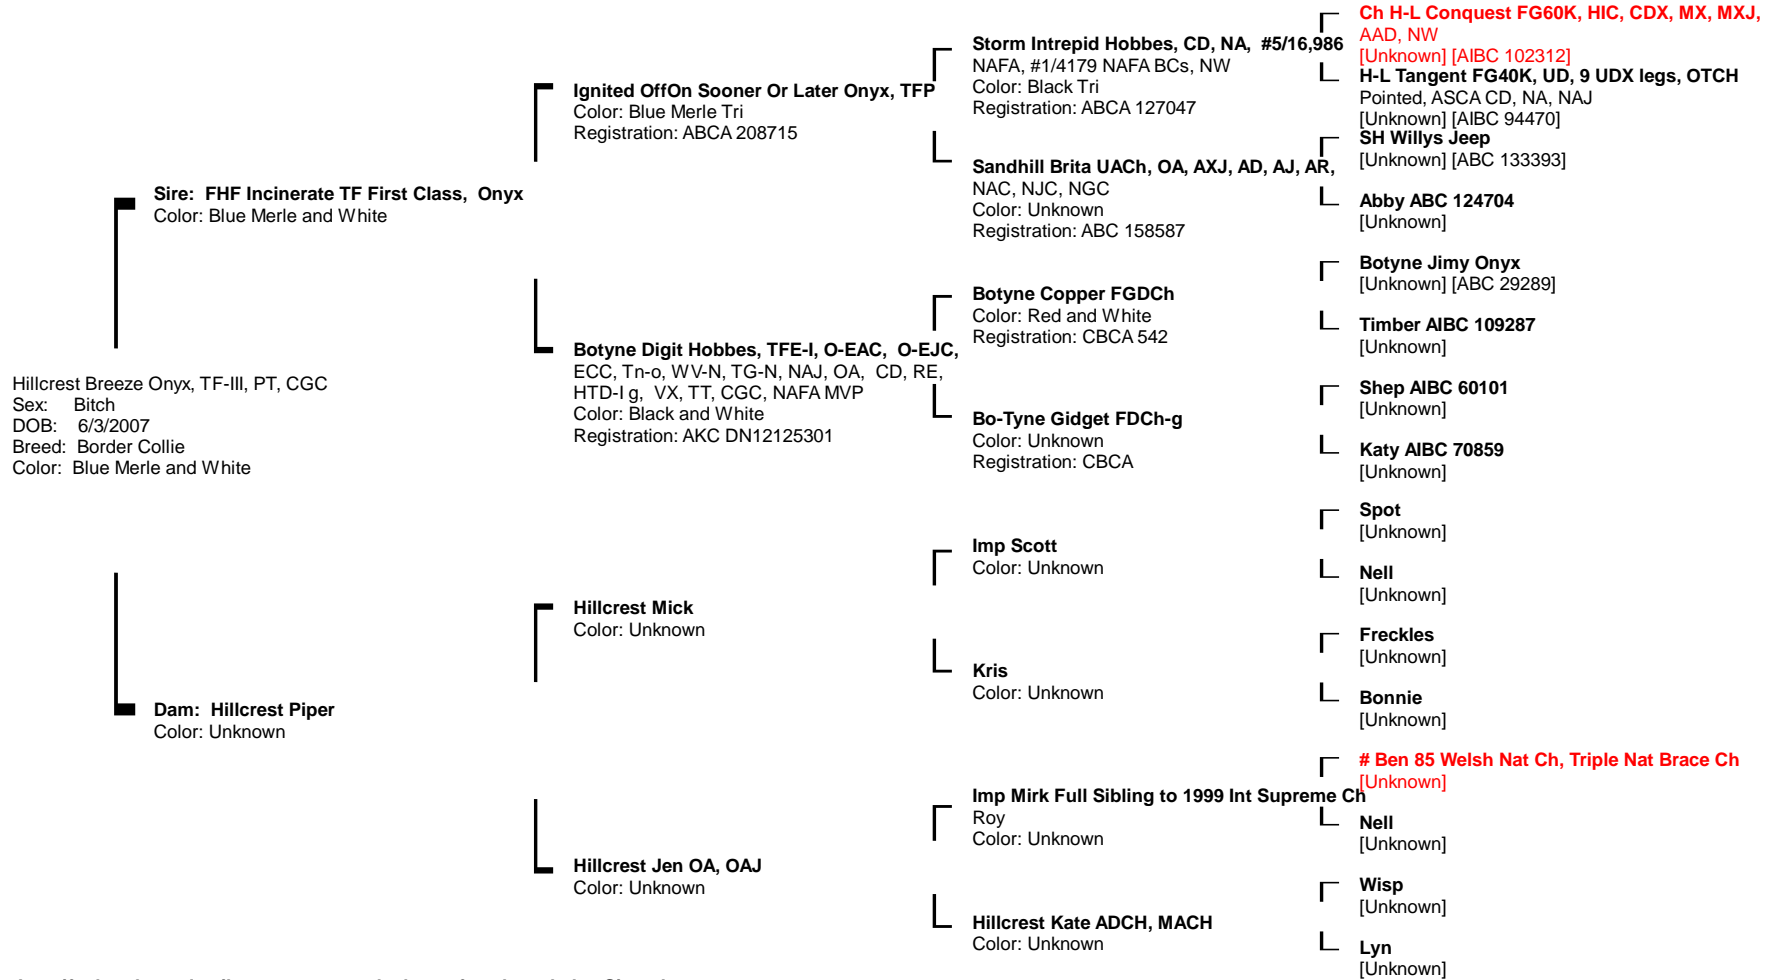 Hillcrest Breeze Onyx, TF-III, PT, CGC
Sex: Bitch
DOB: 6/3/2007
Breed: Border Collie
Color: Blue Merle and White
Sire: FHF Incinerate TF First Class, Onyx
Color: Blue Merle and White
Dam: Hillcrest Piper
Color: Unknown
Ignited OffOn Sooner Or Later Onyx, TFP
Color: Blue Merle Tri
Registration: ABCA 208715
Botyne Digit Hobbes, TFE-I, O-EAC, O-EJC,
ECC, Tn-o, WV-N, TG-N, NAJ, OA, CD, RE,
HTD-I g, VX, TT, CGC, NAFA MVP
Color: Black and White
Registration: AKC DN12125301
Hillcrest Mick
Color: Unknown
Hillcrest Jen OA, OAJ
Color: Unknown
Storm Intrepid Hobbes, CD, NA, #5/16,986
NAFA, #1/4179 NAFA BCs, NW
Color: Black Tri
Registration: ABCA 127047
Sandhill Brita UACh, OA, AXJ, AD, AJ, AR,
NAC, NJC, NGC
Color: Unknown
Registration: ABC 158587
Botyne Copper FGDCh
Color: Red and White
Registration: CBCA 542
Bo-Tyne Gidget FDCh-g
Color: Unknown
Registration: CBCA
Imp Scott
Color: Unknown
Kris
Color: Unknown
Imp Mirk Full Sibling to 1999 Int Supreme Ch
Roy
Color: Unknown
Hillcrest Kate ADCH, MACH
Color: Unknown
Ch H-L Conquest FG60K, HIC, CDX, MX, MXJ,
AAD, NW
[Unknown] [AIBC 102312]
H-L Tangent FG40K, UD, 9 UDX legs, OTCH
Pointed, ASCA CD, NA, NAJ
[Unknown] [AIBC 94470]
SH Willys Jeep
[Unknown] [ABC 133393]
Abby ABC 124704
[Unknown]
Botyne Jimy Onyx
[Unknown] [ABC 29289]
Timber AIBC 109287
[Unknown]
Shep AIBC 60101
[Unknown]
Katy AIBC 70859
[Unknown]
Spot
[Unknown]
Nell
[Unknown]
Freckles
[Unknown]
Bonnie
[Unknown]
# Ben 85 Welsh Nat Ch, Triple Nat Brace Ch
[Unknown]
Nell
[Unknown]
Wisp
[Unknown]
Lyn
[Unknown]